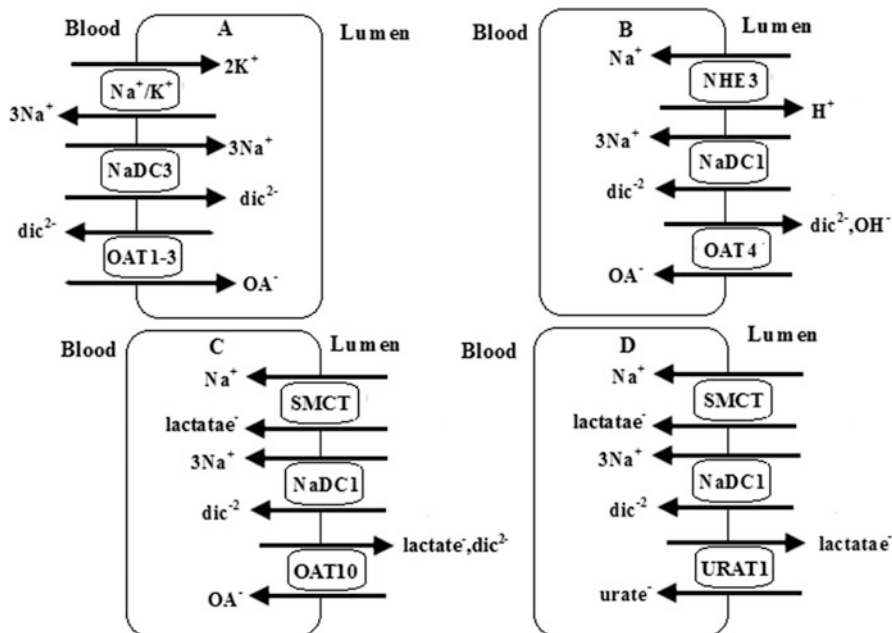 Blood A Lumen
2K⁺
Na⁺/K⁺
3Na⁺
3Na⁺
NaDC3
dic²⁻
dic²⁻
OAT1-3
OA⁻
Blood B Lumen
Na⁺
NHE3
H⁺
3Na⁺
NaDC1
dic⁻²
dic²⁻,OH⁻
OAT4
OA⁻
Blood C Lumen
Na⁺
SMCT
lactatae⁻
3Na⁺
NaDC1
dic⁻²
lactate⁻,dic²⁻
OAT10
OA⁻
Blood D Lumen
Na⁺
SMCT
lactatae⁻
3Na⁺
NaDC1
dic⁻²
lactatae⁻
URAT1
urate⁻